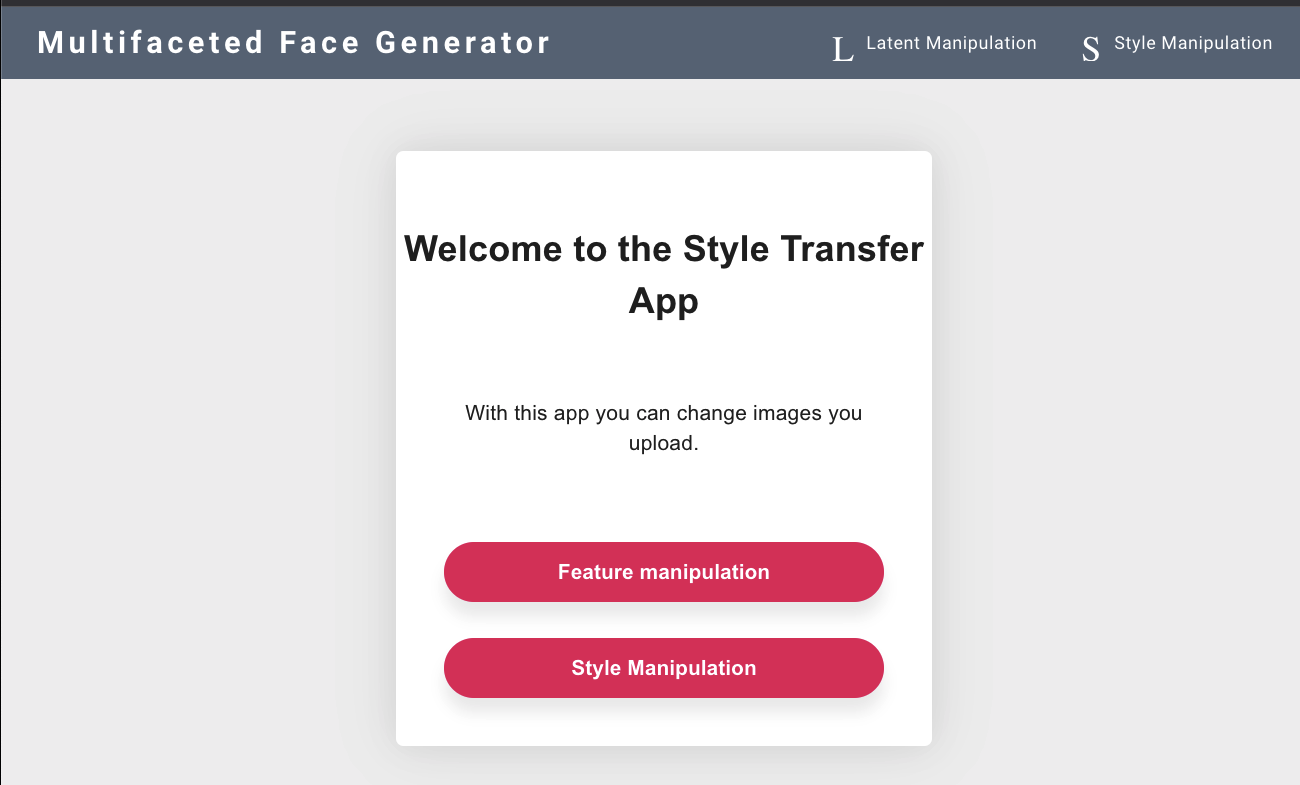 Multifaceted Face Generator
L Latent Manipulation
S Style Manipulation
Welcome to the Style Transfer
App
With this app you can change images you
upload.
Feature manipulation
Style Manipulation